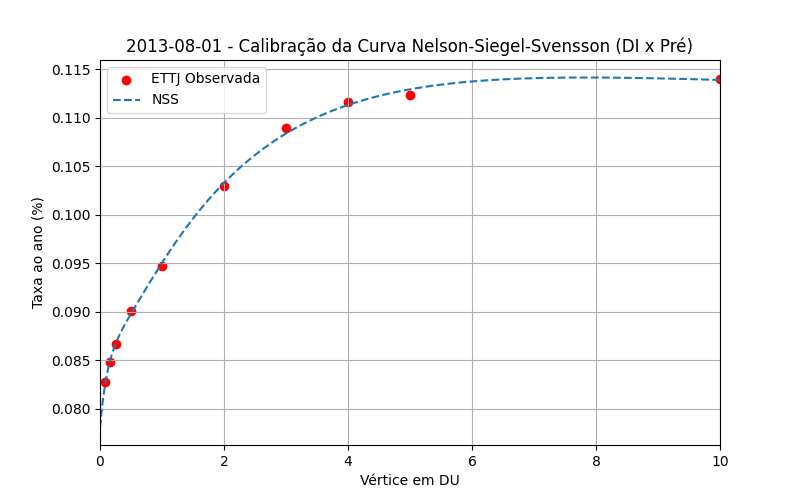 2013-08-01 - Calibração da Curva Nelson-Siegel-Svensson (DI x Pré)
ETTJ Observada
NSS
Taxa ao ano (%)
0.115
0.110
0.105
0.100
0.095
0.090
0.085
0.080
0 2 4 6 8 10
Vértice em DU